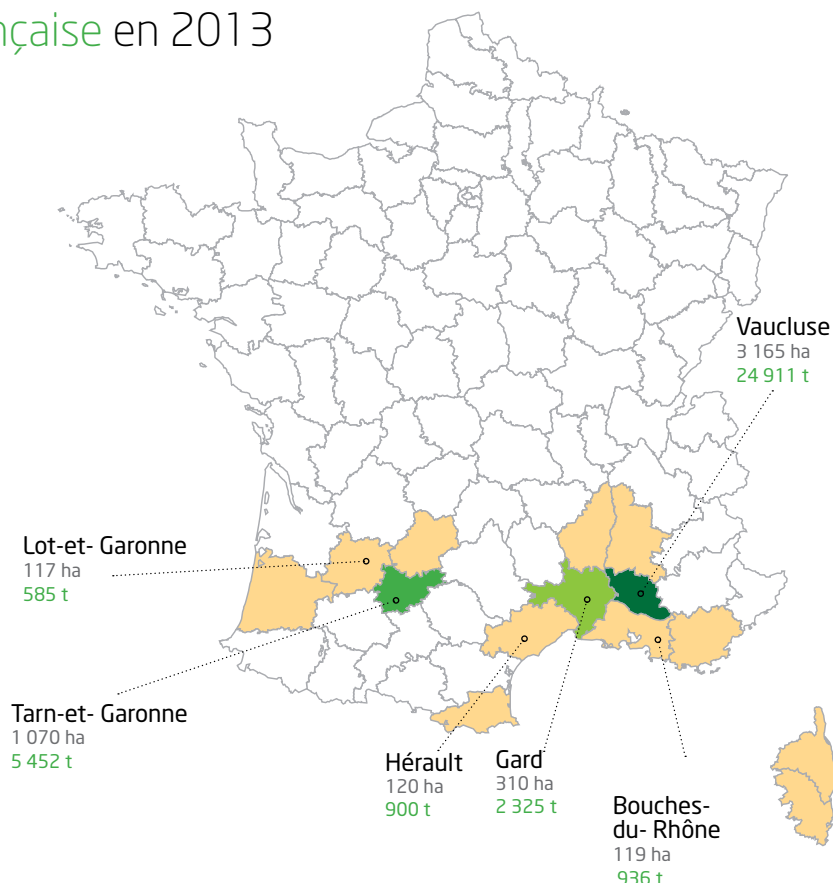 nçaise en 2013
Vaucluse
3 165 ha
24 911 t
Lot-et- Garonne
117 ha
585 t
Tarn-et- Garonne
1 070 ha
5 452 t
Hérault
120 ha
900 t
Gard
310 ha
2 325 t
Bouches-
du- Rhône
119 ha
936 t